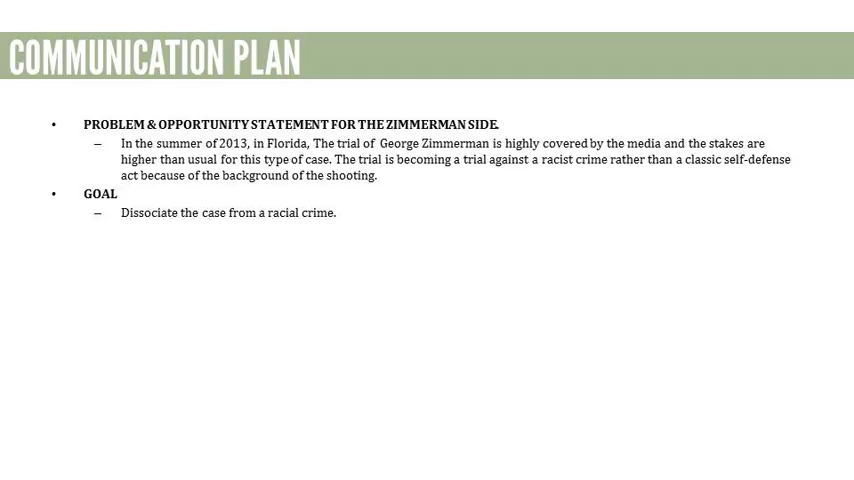 COMMUNICATION PLAN
• PROBLEM & OPPORTUNITY STATEMENT FOR THE ZIMMERMAN SIDE.
– In the summer of 2013, in Florida, The trial of George Zimmerman is highly covered by the media and the stakes are
higher than usual for this type of case. The trial is becoming a trial against a racist crime rather than a classic self-defense
act because of the background of the shooting.
• GOAL
– Dissociate the case from a racial crime.